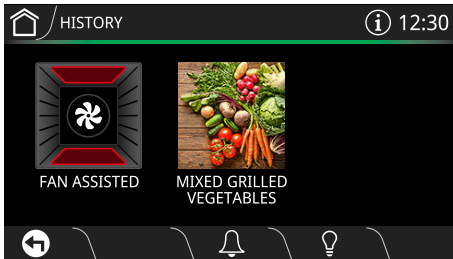 HISTORY
12:30
FAN ASSISTED
MIXED GRILLED
VEGETABLES